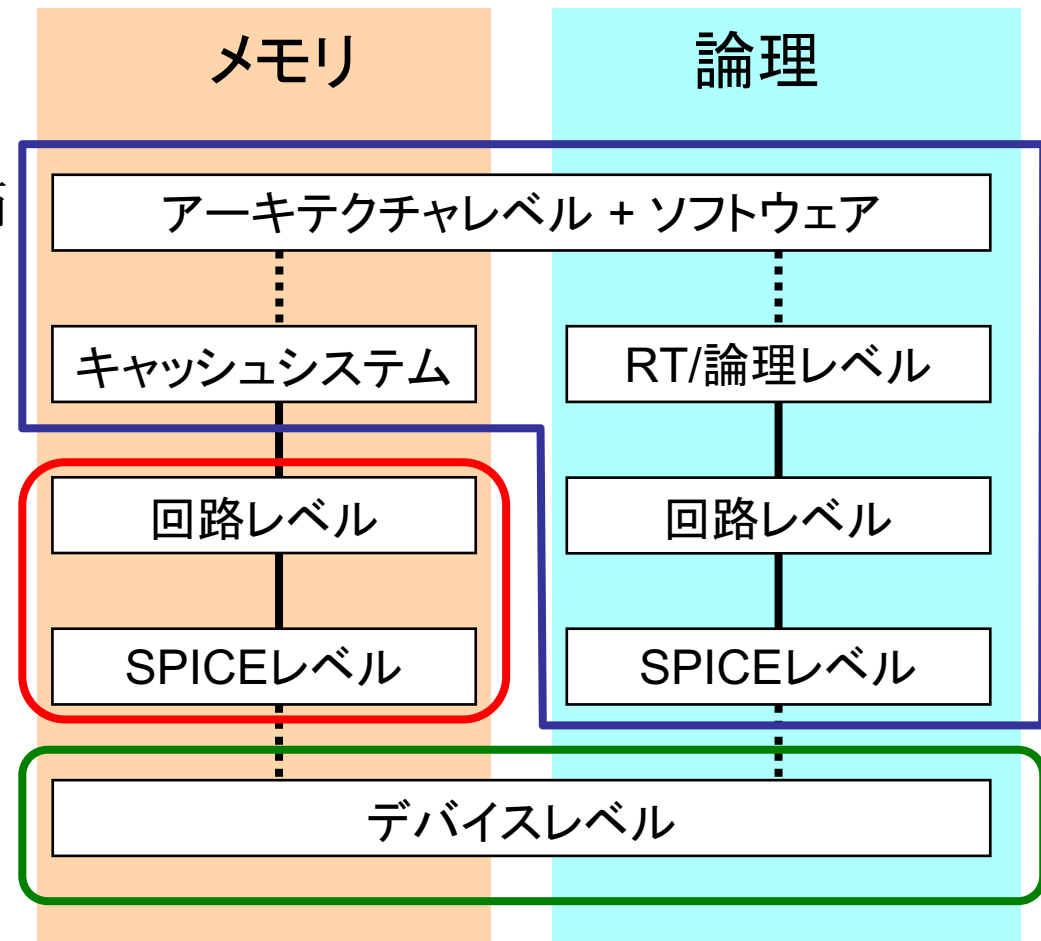 メモリ
論理
アーキテクチャレベル + ソフトウェア
キャッシュシステム
RT/論理レベル
回路レベル
回路レベル
SPICEレベル
SPICEレベル
デバイスレベル